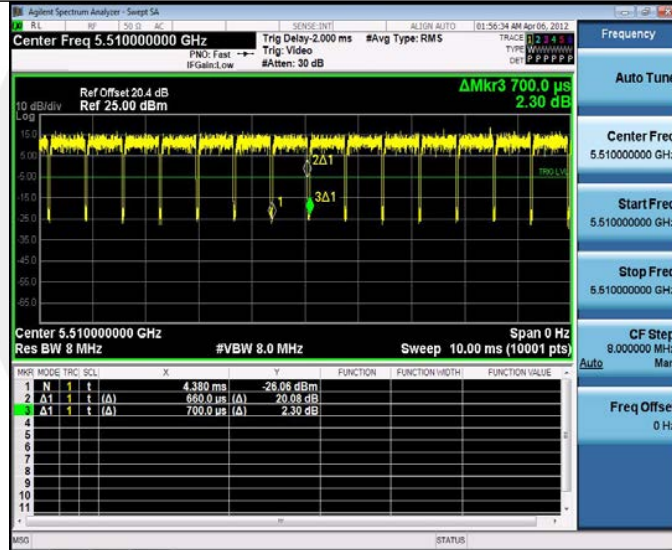 Agilent Spectrum Analyzer - Swept SA
RL RF 50 Ω AC SENSE:INT ALIGN AUTO 01:56:34 AM Apr 06, 2012
Center Freq 5.510000000 GHz
PNO: Fast
IFGain:Low
Trig Delay-2.000 ms
Trig: Video
#Atten: 30 dB
#Avg Type: RMS
TRACE 1 2 3 4 5 6
TYPE WWWWWW
DET P P P P P P
Ref Offset 20.4 dB
Ref 25.00 dBm
10 dB/div
Log
ΔMkr3 700.0 µs
2.30 dB
15.0
5.00
-5.00
-15.0
-25.0
-35.0
-45.0
-55.0
-65.0
2Δ1
TRIG LVL
1
3Δ1
Center 5.510000000 GHz Span 0 Hz
Res BW 8 MHz #VBW 8.0 MHz Sweep 10.00 ms (10001 pts)
MKR MODE TRC SCL X Y FUNCTION FUNCTION WIDTH FUNCTION VALUE
1 N 1 t 4.380 ms -26.06 dBm
2 Δ1 1 t (Δ) 660.0 µs (Δ) 20.08 dB
3 Δ1 1 t (Δ) 700.0 µs (Δ) 2.30 dB
4
5
6
7
8
9
10
11
MSG STATUS
Frequency
Auto Tune
Center Freq
5.510000000 GHz
Start Freq
5.510000000 GHz
Stop Freq
5.510000000 GHz
CF Step
8.000000 MHz
Auto Man
Freq Offset
0 Hz